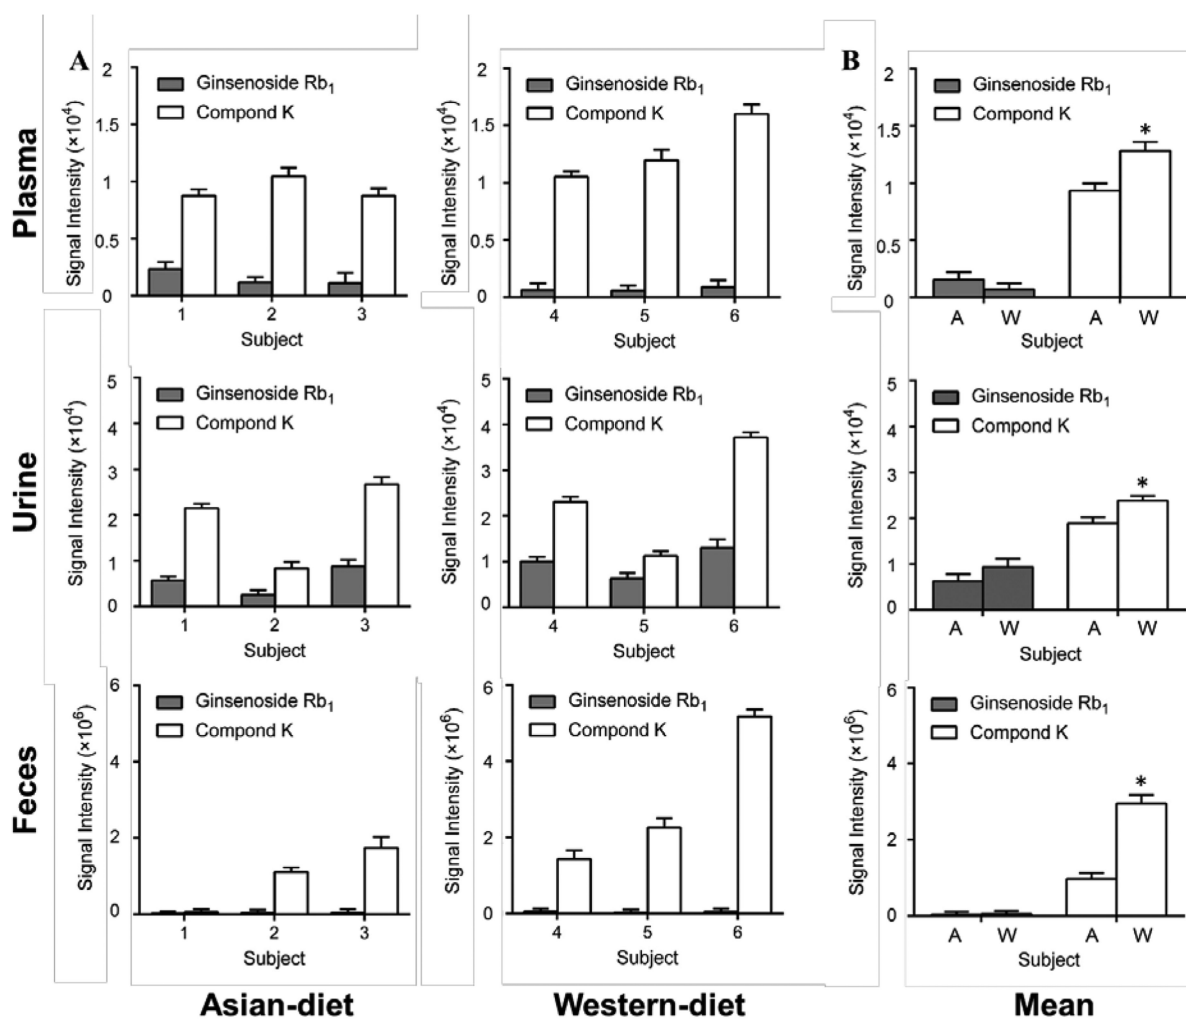 A
B
Plasma
Signal Intensity (×10⁴)
2
1.5
1
0.5
0
Ginsenoside Rb₁
Compond K
1 2 3
Subject
Signal Intensity (×10⁴)
2
1.5
1
0.5
0
Ginsenoside Rb₁
Compond K
4 5 6
Subject
Signal Intensity (×10⁴)
2
1.5
1
0.5
0
Ginsenoside Rb₁
Compond K
*
A W A W
Subject
Urine
Signal Intensity (×10⁴)
5
4
3
2
1
0
Ginsenoside Rb₁
Compond K
1 2 3
Subject
Signal Intensity (×10⁴)
5
4
3
2
1
0
Ginsenoside Rb₁
Compond K
4 5 6
Subject
Signal Intensity (×10⁴)
5
4
3
2
1
0
Ginsenoside Rb₁
Compond K
*
A W A W
Subject
Feces
Signal Intensity (×10⁶)
6
4
2
0
Ginsenoside Rb₁
Compond K
1 2 3
Subject
Signal Intensity (×10⁶)
6
4
2
0
Ginsenoside Rb₁
Compond K
4 5 6
Subject
Signal Intensity (×10⁶)
6
4
2
0
Ginsenoside Rb₁
Compond K
*
A W A W
Subject
Asian-diet
Western-diet
Mean